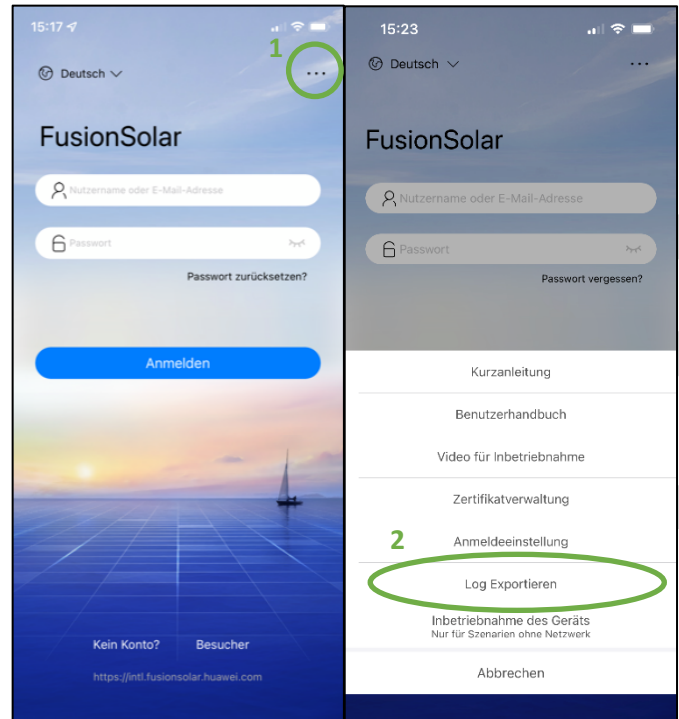 15:17
1
Deutsch
...
FusionSolar
Nutzername oder E-Mail-Adresse
Passwort
Passwort zurücksetzen?
Anmelden
Kein Konto? Besucher
https://intl.fusionsolar.huawei.com
15:23
Deutsch
...
FusionSolar
Nutzername oder E-Mail-Adresse
Passwort
Passwort vergessen?
Kurzanleitung
Benutzerhandbuch
Video für Inbetriebnahme
Zertifikatverwaltung
2
Anmeldeeinstellung
Log Exportieren
Inbetriebnahme des Geräts
Nur für Szenarien ohne Netzwerk
Abbrechen